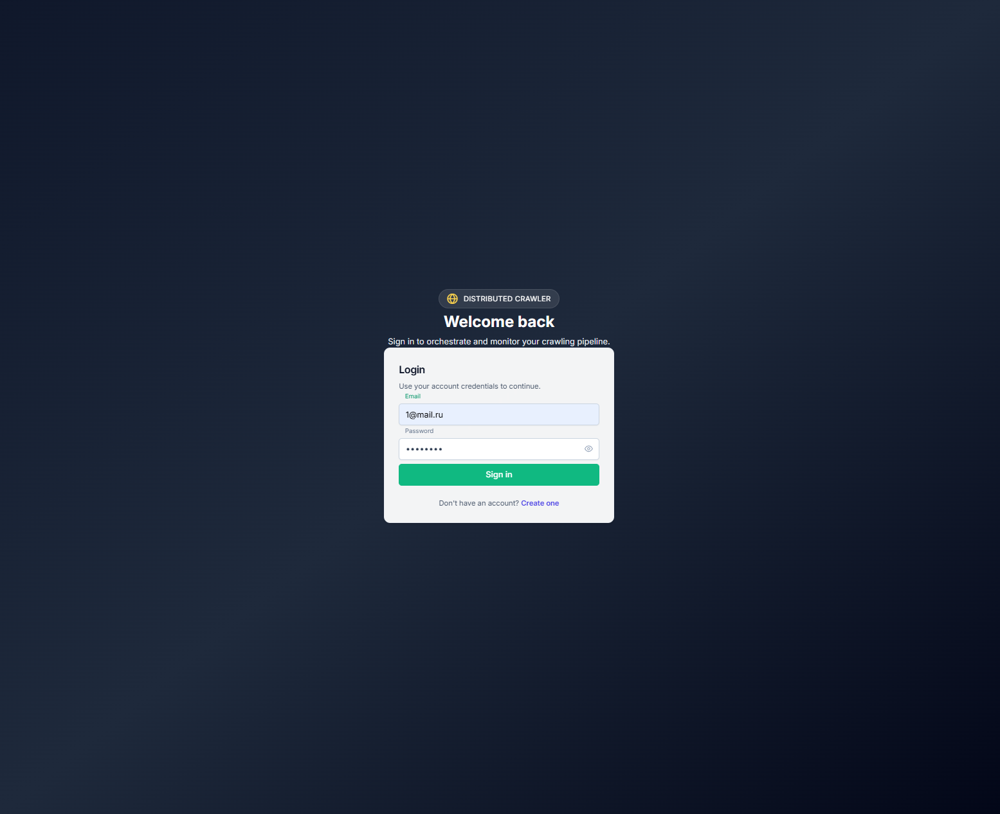 DISTRIBUTED CRAWLER
Welcome back
Sign in to orchestrate and monitor your crawling pipeline.
Login
Use your account credentials to continue.
Email
1@mail.ru
Password
••••••••
Sign in
Don't have an account? Create one